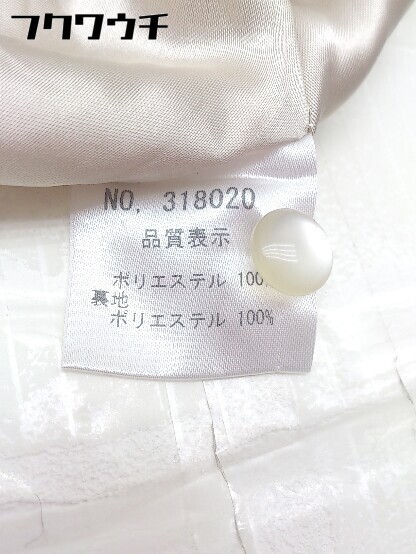 フクワウチ
NO, 318020
品質表示
ポリエステル 100%
裏地
ポリエステル 100%